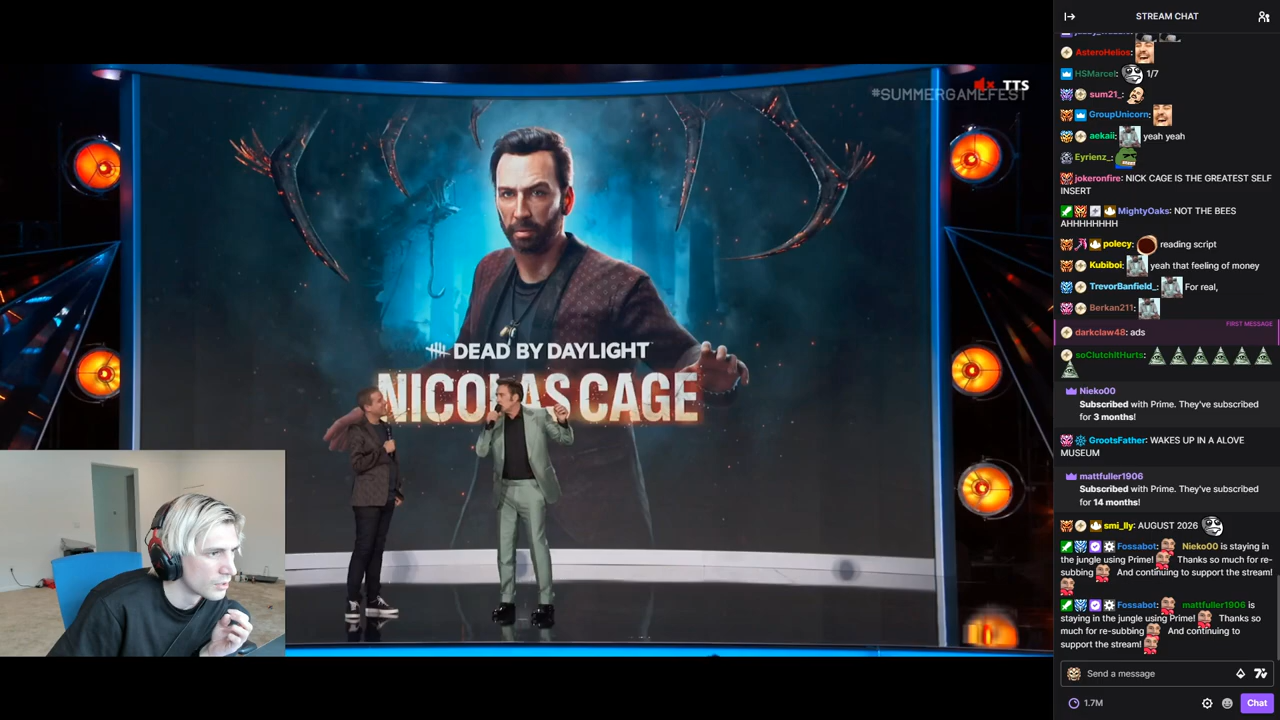 #SUMMERGAMEFEST
TTS
DEAD BY DAYLIGHT
NICOLAS CAGE
STREAM CHAT
AsteroHelios:
HSMarcel: 1/7
sum21_:
GroupUnicorn:
aekaii: yeah yeah
Eyrienz_:
jokeronfire: NICK CAGE IS THE GREATEST SELF
INSERT
MightyOaks: NOT THE BEES
AHHHHHHHH
polecy: reading script
Kubiboi: yeah that feeling of money
TrevorBanfield_: For real,
Berkan211:
FIRST MESSAGE
darkclaw48: ads
soClutchItHurts:
Nieko00
Subscribed with Prime. They've subscribed
for 3 months!
GrootsFather: WAKES UP IN A ALOVE
MUSEUM
mattfuller1906
Subscribed with Prime. They've subscribed
for 14 months!
smi_lly: AUGUST 2026
Fossabot: Nieko00 is staying in
the jungle using Prime! Thanks so much for re-
subbing And continuing to support the stream!
Fossabot: mattfuller1906 is
staying in the jungle using Prime! Thanks so
much for re-subbing And continuing to
support the stream!
Send a message
1.7M
Chat